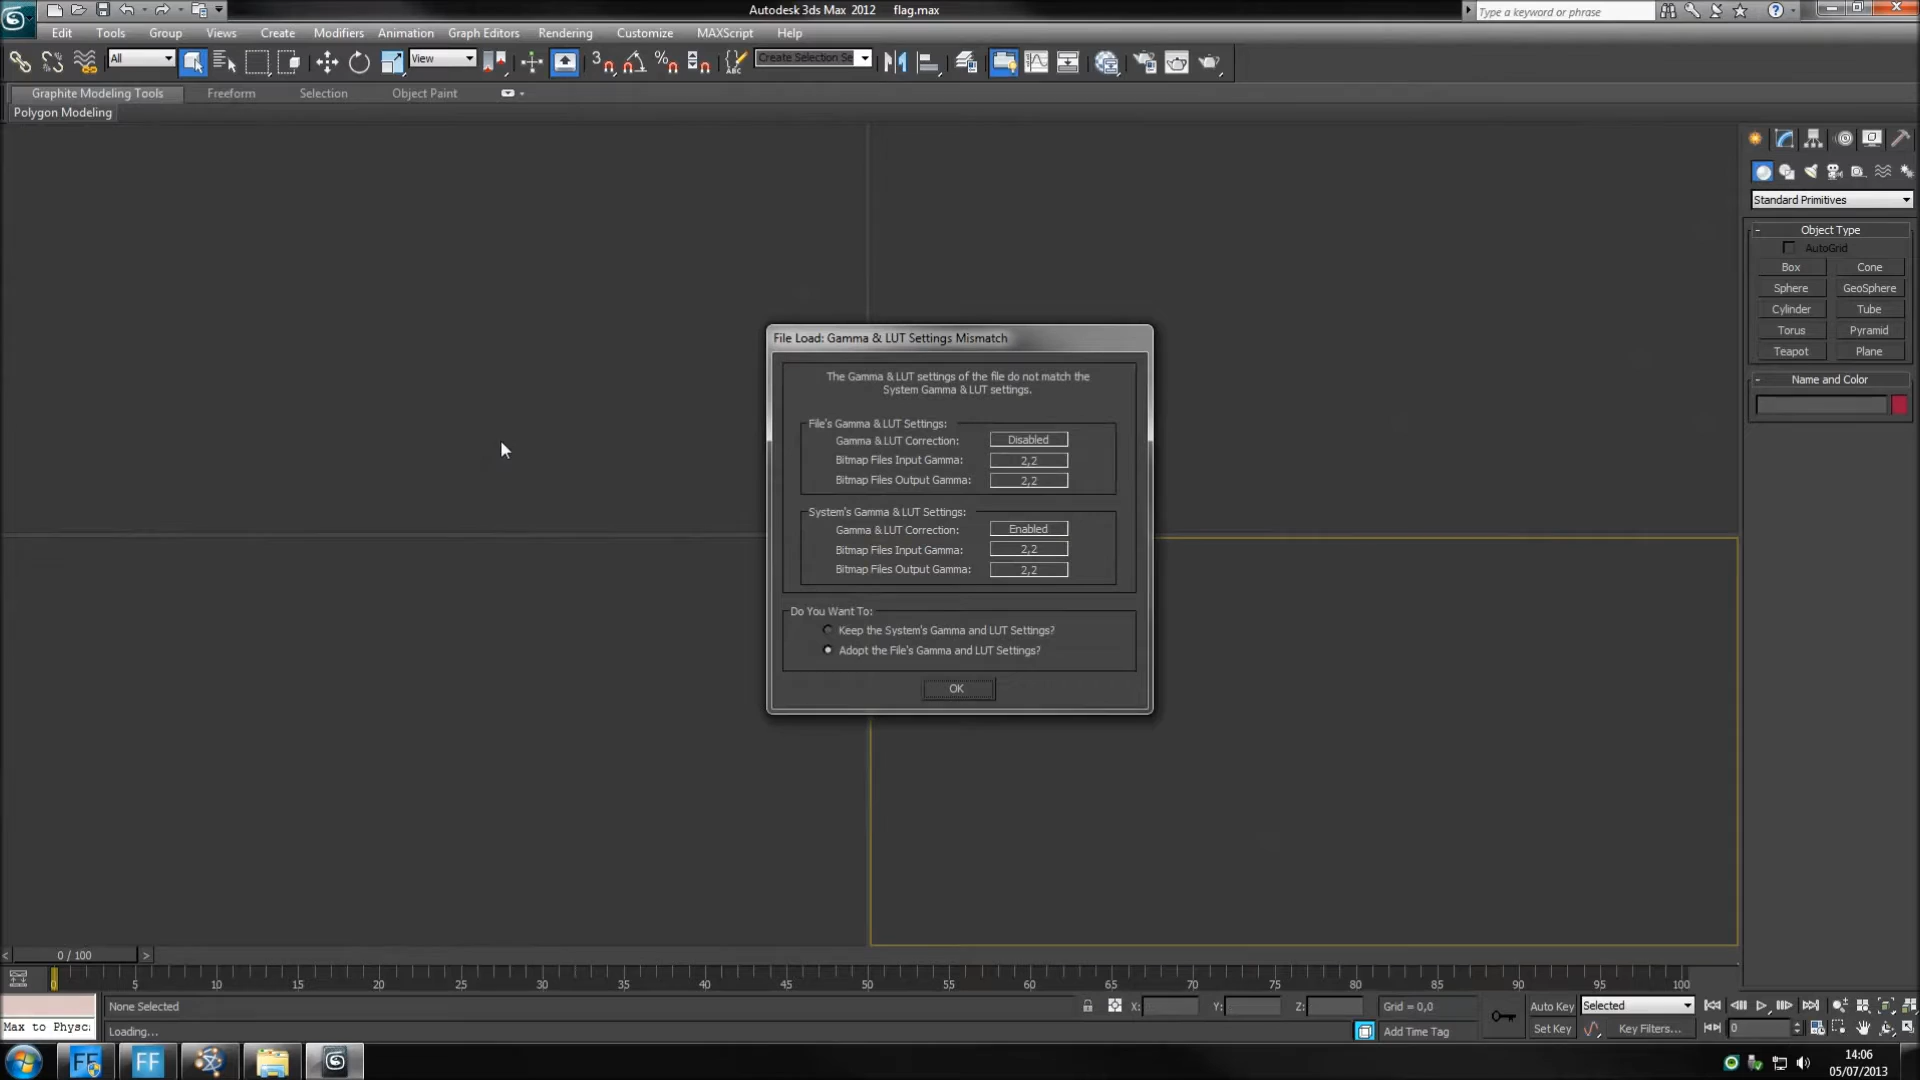 Autodesk 3ds Max 2012 flag.max
Type a keyword or phrase
Edit Tools Group Views Create Modifiers Animation Graph Editors Rendering Customize MAXScript Help
All View Create Selection Se
Graphite Modeling Tools Freeform Selection Object Paint
Polygon Modeling
Standard Primitives
- Object Type
AutoGrid
Box Cone
Sphere GeoSphere
Cylinder Tube
Torus Pyramid
Teapot Plane
- Name and Color
File Load: Gamma & LUT Settings Mismatch
The Gamma & LUT settings of the file do not match the
System Gamma & LUT settings.
File's Gamma & LUT Settings:
Gamma & LUT Correction: Disabled
Bitmap Files Input Gamma: 2,2
Bitmap Files Output Gamma: 2,2
System's Gamma & LUT Settings:
Gamma & LUT Correction: Enabled
Bitmap Files Input Gamma: 2,2
Bitmap Files Output Gamma: 2,2
Do You Want To:
Keep the System's Gamma and LUT Settings?
Adopt the File's Gamma and LUT Settings?
OK
< 0 / 100 >
0 5 10 15 20 25 30 35 40 45 50 55 60 65 70 75 80 85 90 95 100
None Selected X: Y: Z: Grid = 0,0 Auto Key Selected
Max to Physc: Loading... Add Time Tag Set Key Key Filters... 0
FF FF
14:06
05/07/2013